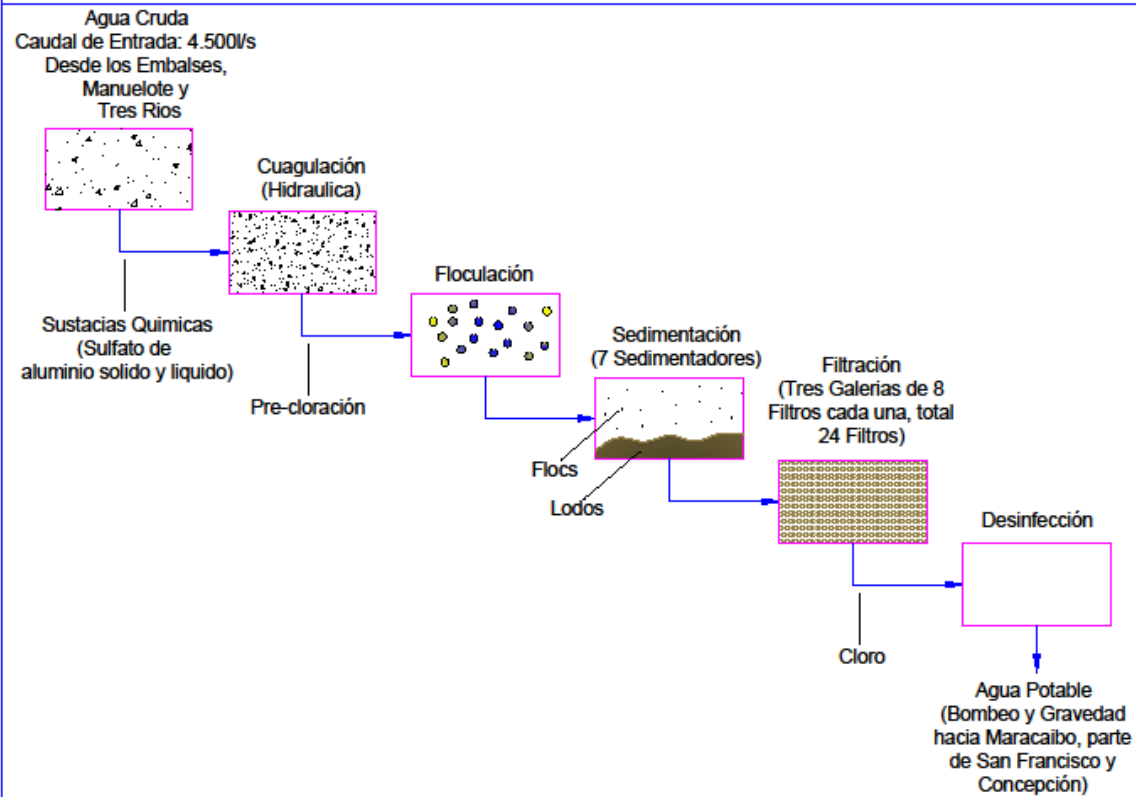 Agua Cruda
Caudal de Entrada: 4.500l/s
Desde los Embalses,
Manuelote y
Tres Rios
Cuagulación
(Hidraulica)
Sustacias Quimicas
(Sulfato de
aluminio solido y liquido)
Floculación
Pre-cloración
Sedimentación
(7 Sedimentadores)
Flocs
Lodos
Filtración
(Tres Galerias de 8
Filtros cada una, total
24 Filtros)
Desinfección
Cloro
Agua Potable
(Bombeo y Gravedad
hacia Maracaibo, parte
de San Francisco y
Concepción)